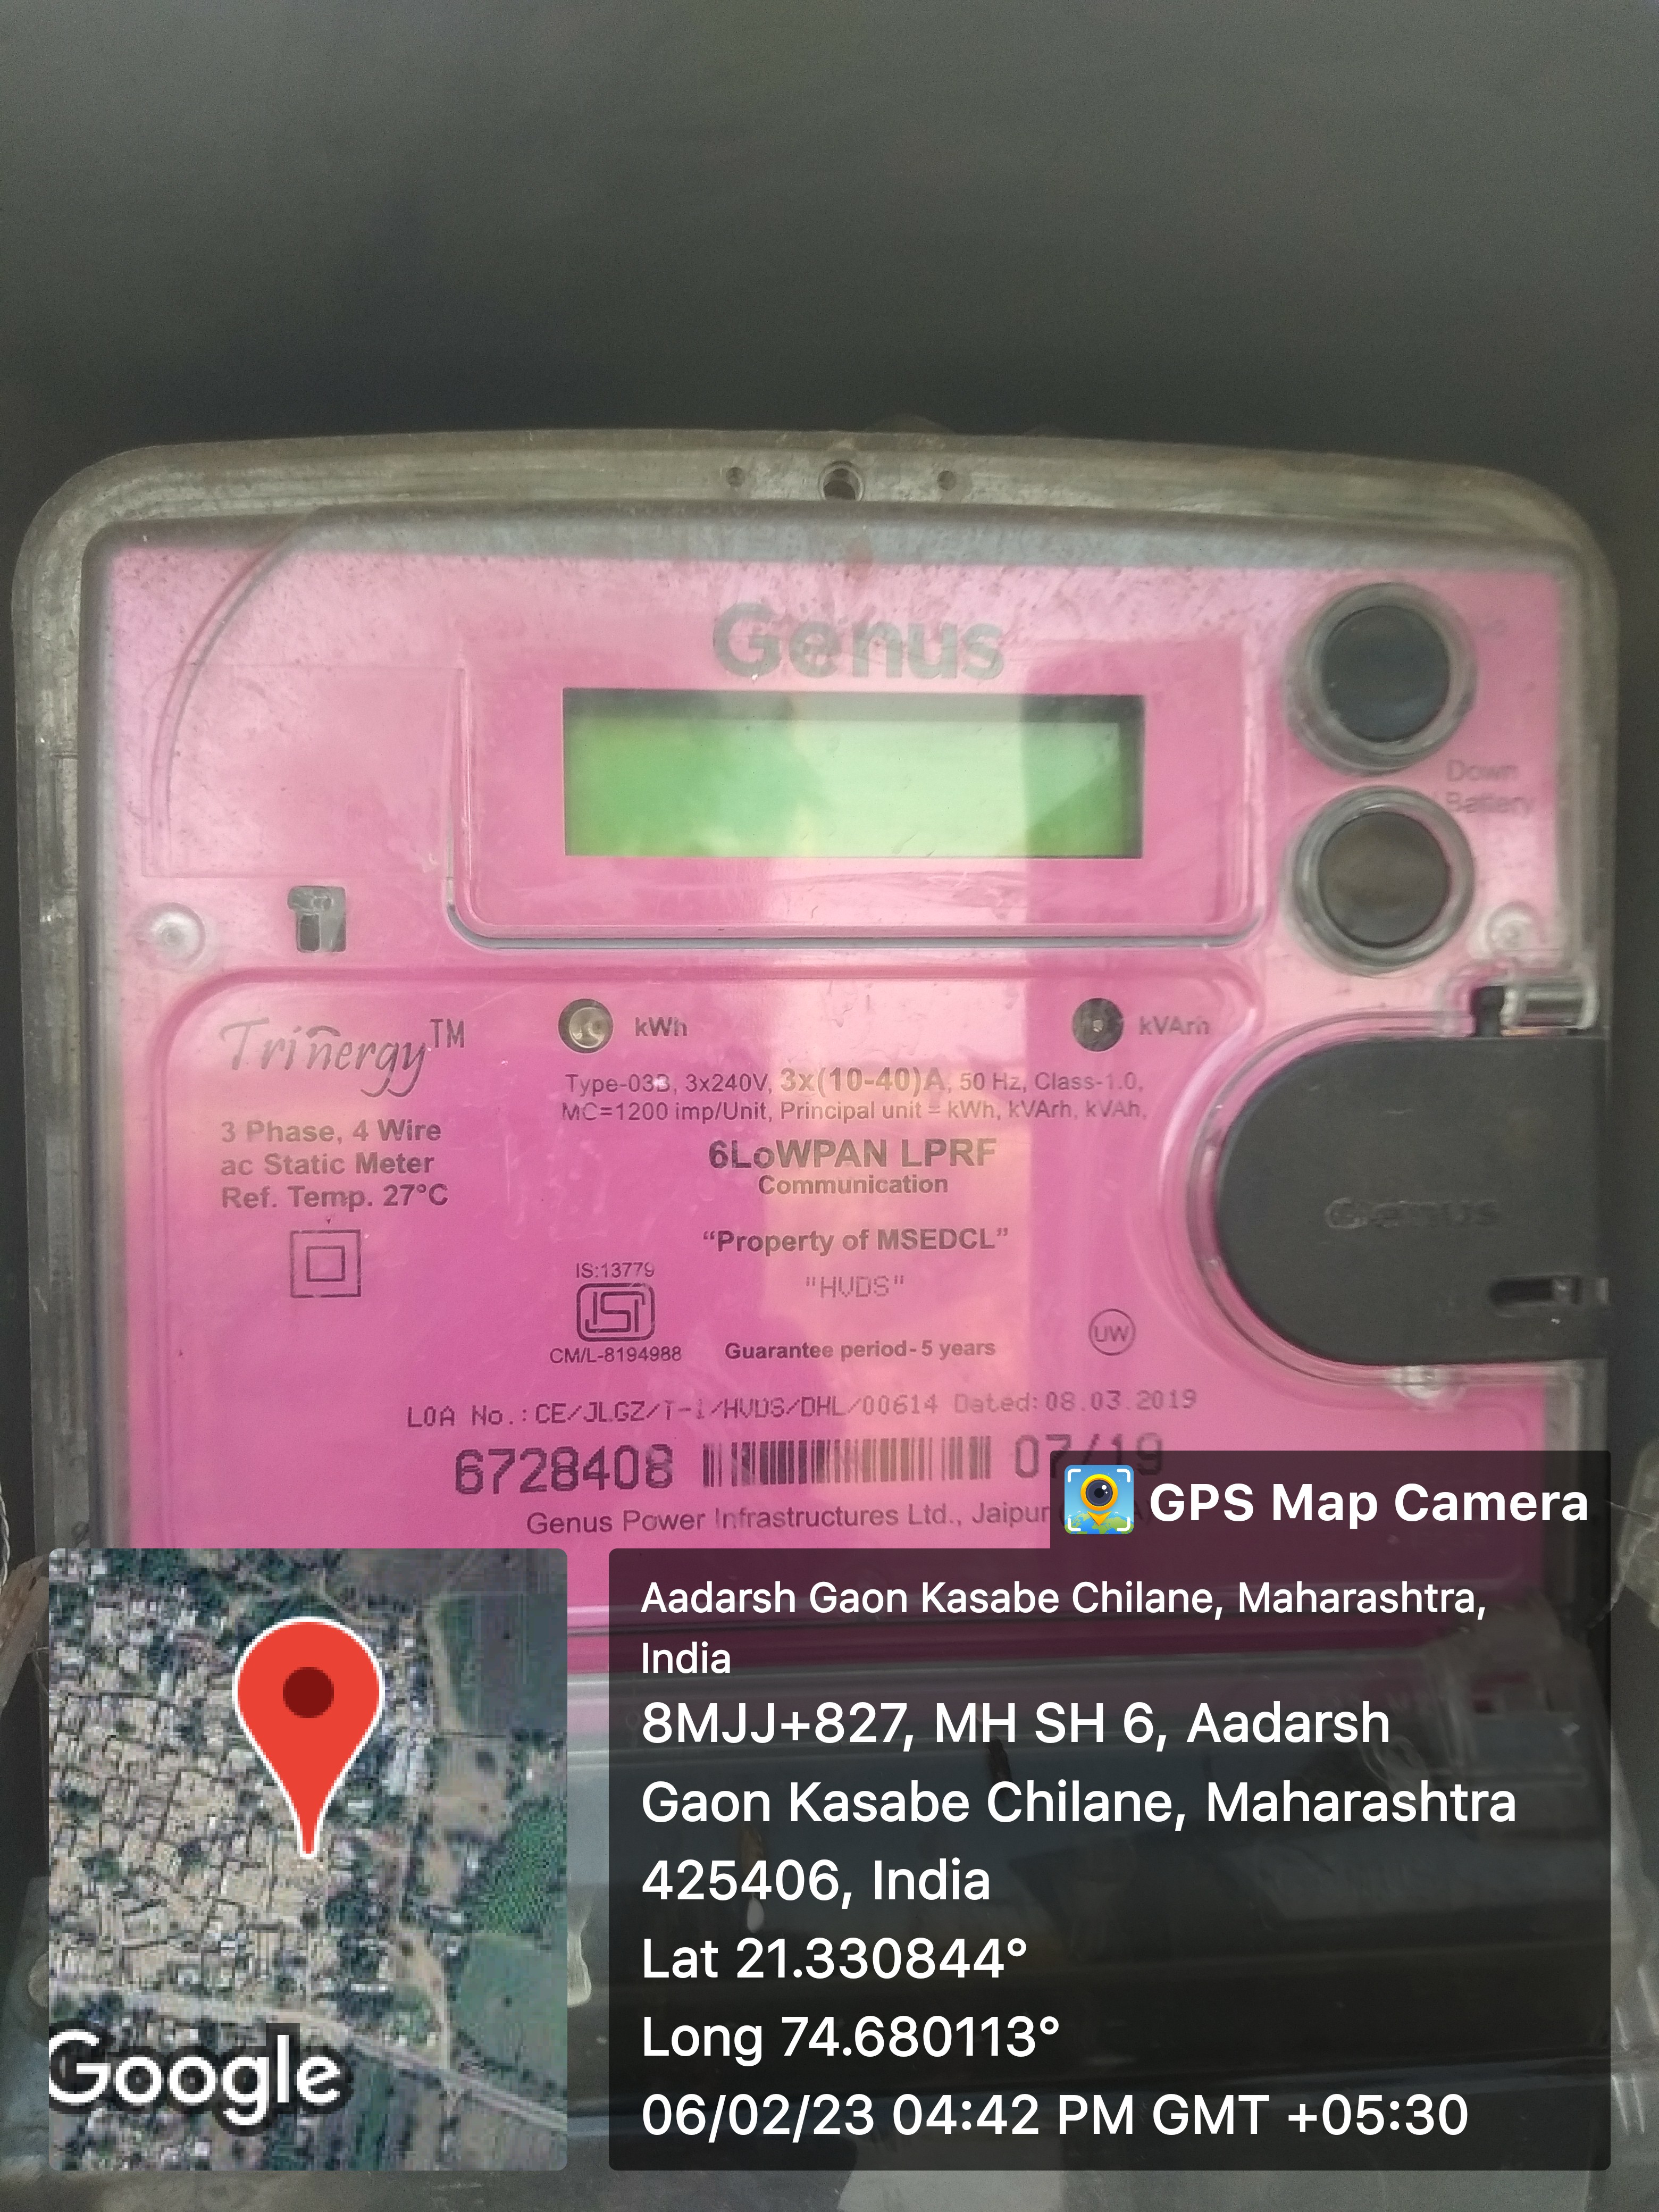 Genus
Down
Battery
Trinergy™
kWh
kVArh
Type-03B, 3x240V, 3x(10-40)A, 50 Hz, Class-1.0,
MC=1200 imp/Unit, Principal unit = kWh, kVArh, kVAh,
3 Phase, 4 Wire
ac Static Meter
Ref. Temp. 27°C
6LoWPAN LPRF
Communication
Genus
"Property of MSEDCL"
"HVDS"
IS:13779
ISI
CM/L-8194988
Guarantee period- 5 years
UW
LOA No.: CE/JLGZ/T-1/HVDS/DHL/00614 Dated: 08.03.2019
6728408 07/19
Genus Power Infrastructures Ltd., Jaipur
GPS Map Camera
Aadarsh Gaon Kasabe Chilane, Maharashtra,
India
8MJJ+827, MH SH 6, Aadarsh
Gaon Kasabe Chilane, Maharashtra
425406, India
Lat 21.330844°
Long 74.680113°
06/02/23 04:42 PM GMT +05:30
Google